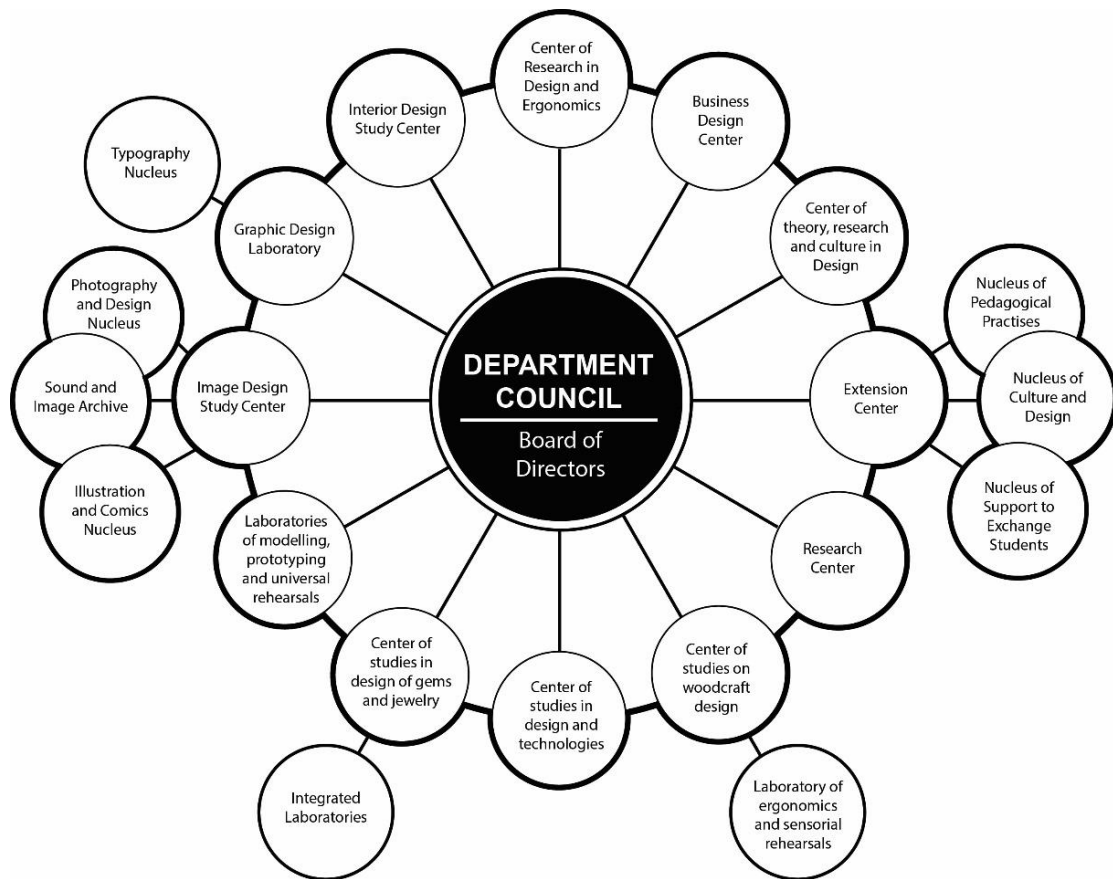 Center of
Research in
Design and
Ergonomics
Interior Design
Study Center
Business
Design
Center
Typography
Nucleus
Graphic Design
Laboratory
Center of
theory, research
and culture in
Design
Photography
and Design
Nucleus
Nucleus of
Pedagogical
Practises
Sound and
Image Archive
Image Design
Study Center
DEPARTMENT
COUNCIL
Board of
Directors
Extension
Center
Nucleus of
Culture and
Design
Illustration
and Comics
Nucleus
Nucleus of
Support to
Exchange
Students
Laboratories
of modelling,
prototyping
and universal
rehearsals
Research
Center
Center of
studies in
design of gems
and jewelry
Center of
studies in
design and
technologies
Center of
studies on
woodcraft
design
Integrated
Laboratories
Laboratory of
ergonomics
and sensorial
rehearsals